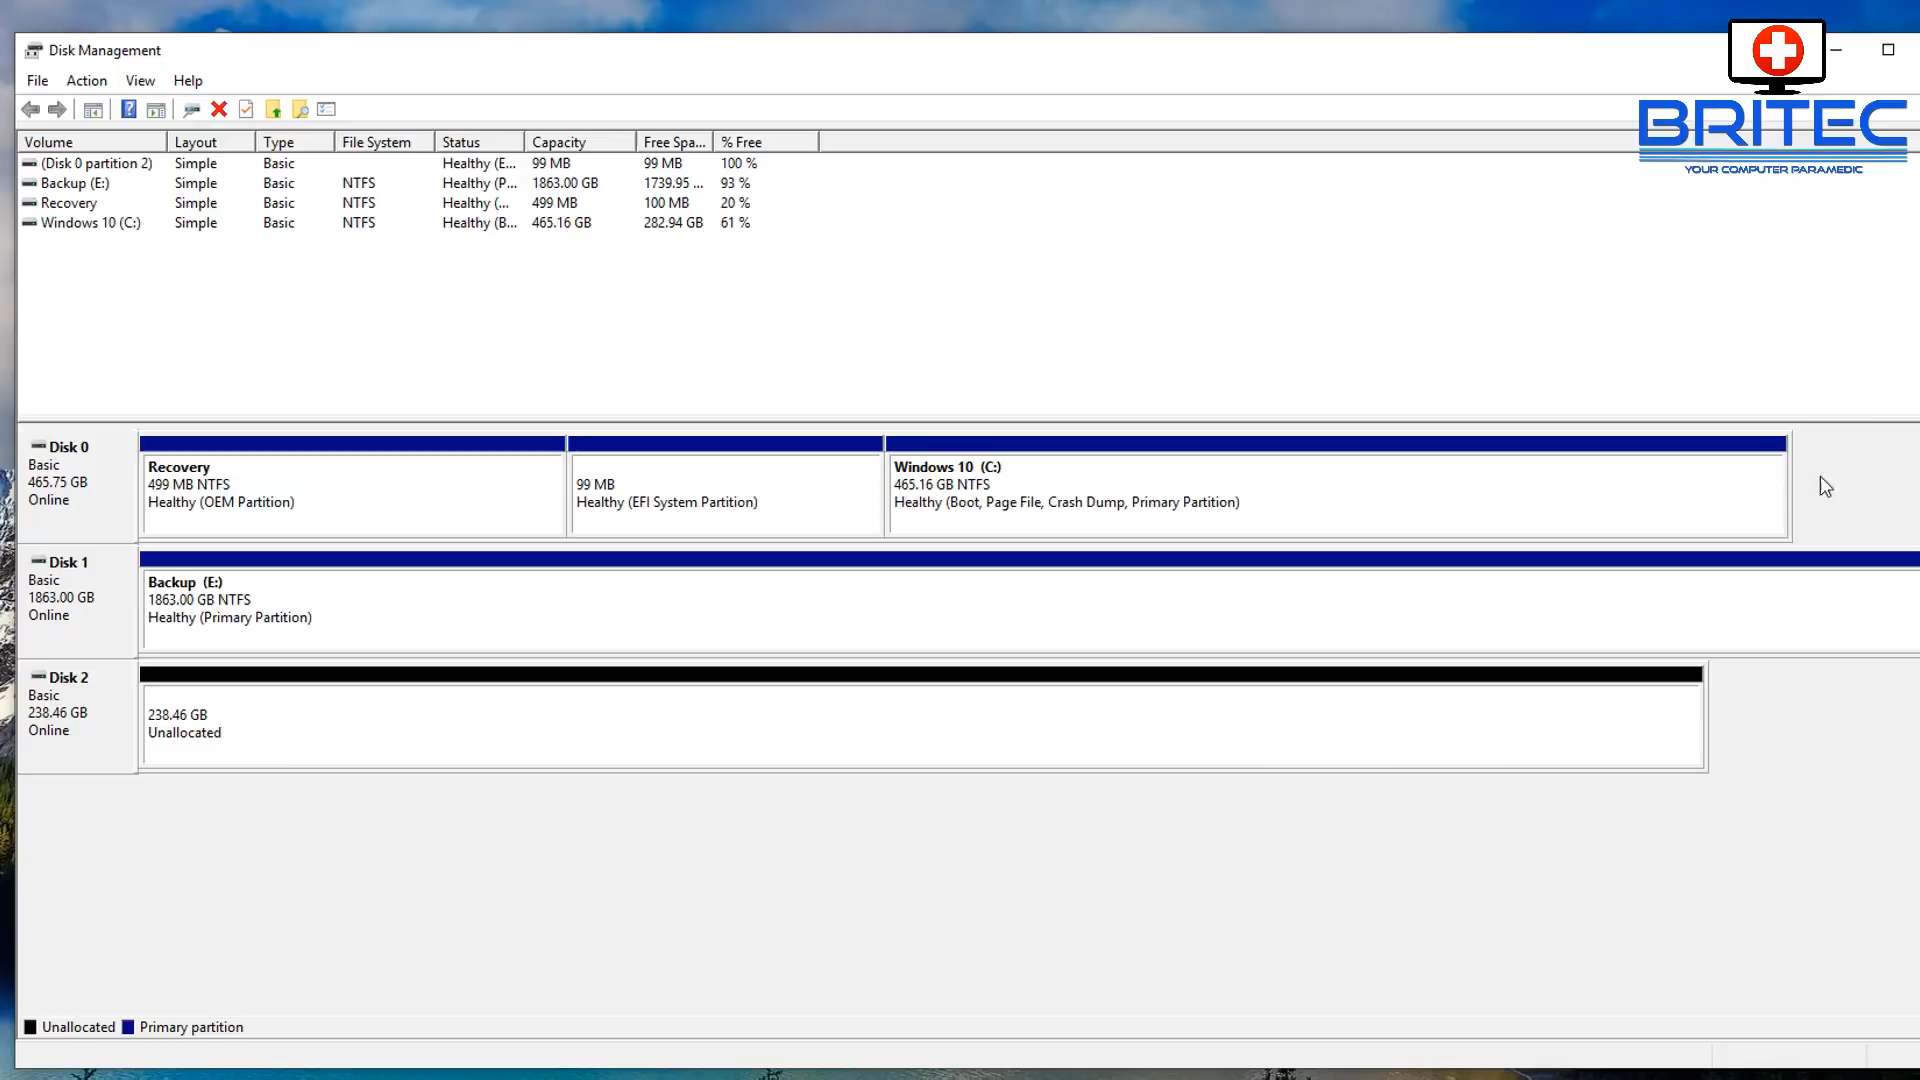 Disk Management
BRITEC
YOUR COMPUTER PARAMEDIC
File Action View Help
Volume Layout Type File System Status Capacity Free Spa... % Free
(Disk 0 partition 2) Simple Basic Healthy (E... 99 MB 99 MB 100 %
Backup (E:) Simple Basic NTFS Healthy (P... 1863.00 GB 1739.95 ... 93 %
Recovery Simple Basic NTFS Healthy (... 499 MB 100 MB 20 %
Windows 10 (C:) Simple Basic NTFS Healthy (B... 465.16 GB 282.94 GB 61 %
Disk 0
Basic
465.75 GB
Online
Recovery
499 MB NTFS
Healthy (OEM Partition)
99 MB
Healthy (EFI System Partition)
Windows 10 (C:)
465.16 GB NTFS
Healthy (Boot, Page File, Crash Dump, Primary Partition)
Disk 1
Basic
1863.00 GB
Online
Backup (E:)
1863.00 GB NTFS
Healthy (Primary Partition)
Disk 2
Basic
238.46 GB
Online
238.46 GB
Unallocated
Unallocated Primary partition